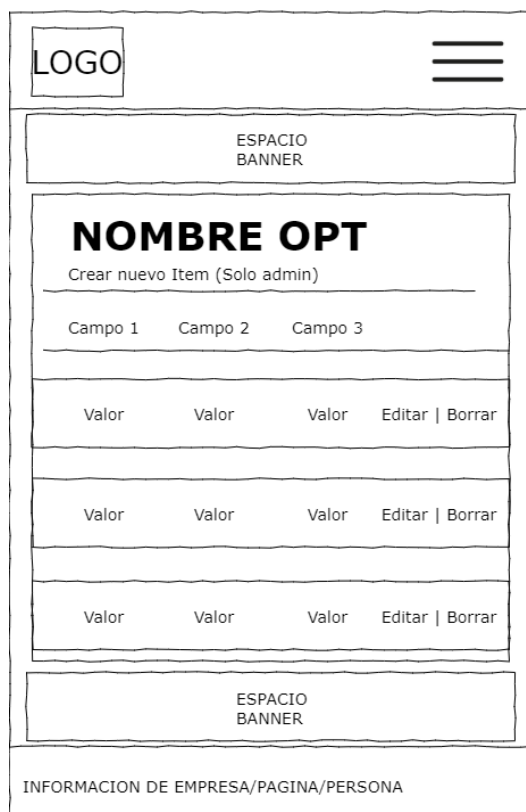 LOGO
ESPACIO
BANNER
NOMBRE OPT
Crear nuevo Item (Solo admin)
Campo 1 Campo 2 Campo 3
Valor Valor Valor Editar | Borrar
Valor Valor Valor Editar | Borrar
Valor Valor Valor Editar | Borrar
ESPACIO
BANNER
INFORMACION DE EMPRESA/PAGINA/PERSONA